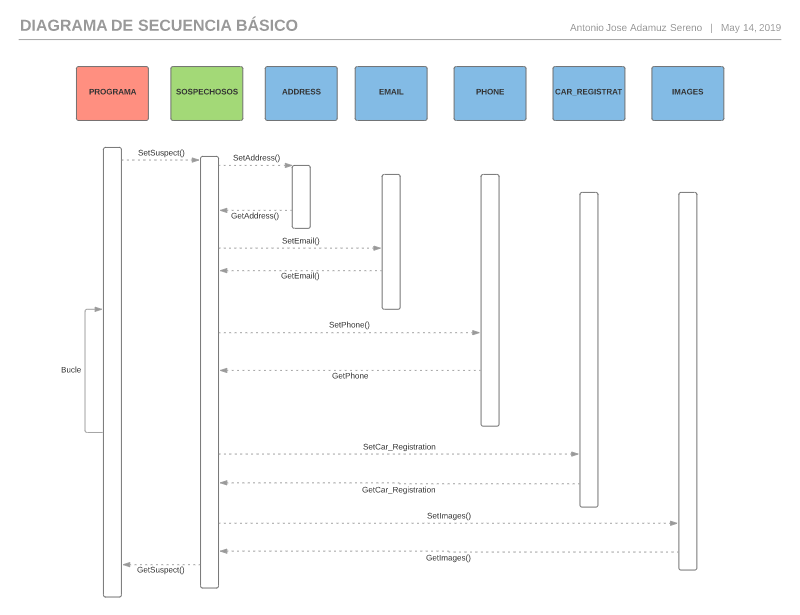 DIAGRAMA DE SECUENCIA BÁSICO
Antonio Jose Adamuz Sereno | May 14, 2019
PROGRAMA
SOSPECHOSOS
ADDRESS
EMAIL
PHONE
CAR_REGISTRAT
IMAGES
SetSuspect()
SetAddress()
GetAddress()
SetEmail()
GetEmail()
SetPhone()
Bucle
GetPhone
SetCar_Registration
GetCar_Registration
SetImages()
GetImages()
GetSuspect()